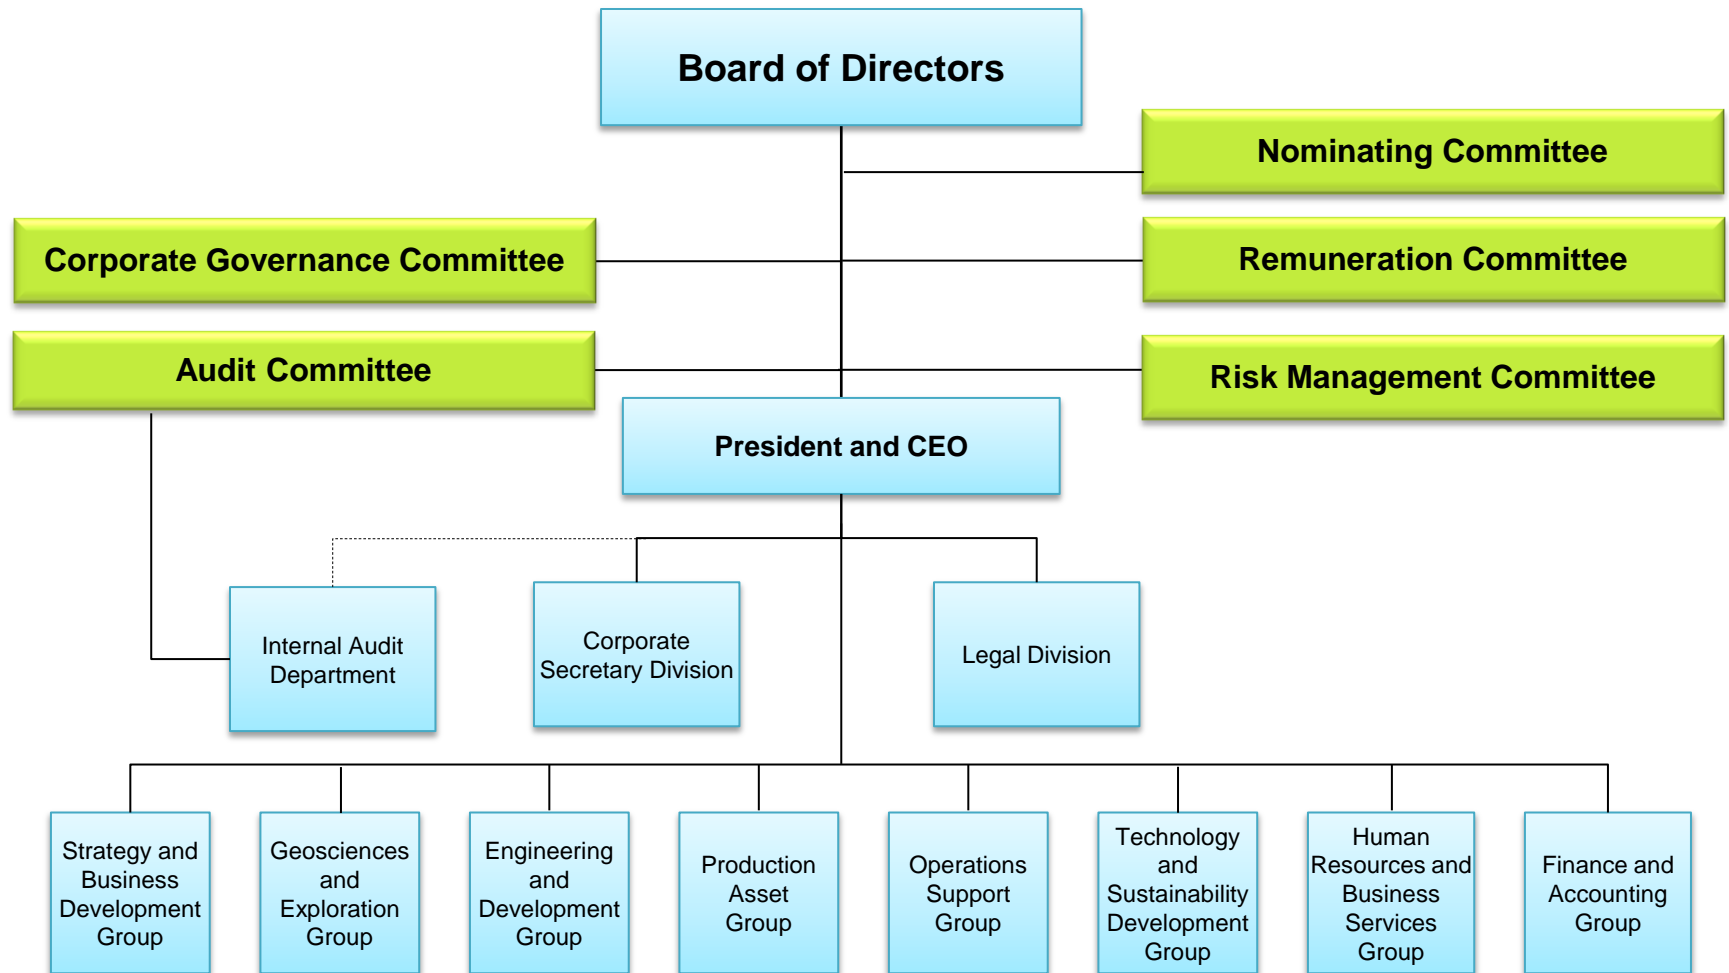 Board of Directors
Nominating Committee
Corporate Governance Committee
Remuneration Committee
Audit Committee
Risk Management Committee
President and CEO
Internal Audit
Department
Corporate
Secretary Division
Legal Division
Strategy and
Business
Development
Group
Geosciences
and
Exploration
Group
Engineering
and
Development
Group
Production
Asset
Group
Operations
Support
Group
Technology
and
Sustainability
Development
Group
Human
Resources and
Business
Services
Group
Finance and
Accounting
Group